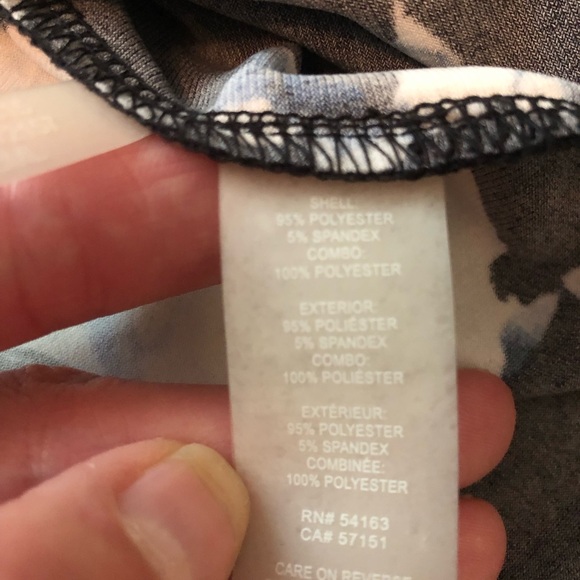 SHELL:
95% POLYESTER
5% SPANDEX
COMBO:
100% POLYESTER
EXTERIOR:
95% POLIÉSTER
5% SPANDEX
COMBO:
100% POLIÉSTER
EXTÉRIEUR:
95% POLYESTER
5% SPANDEX
COMBINÉE:
100% POLYESTER
RN# 54163
CA# 57151
CARE ON REVERSE